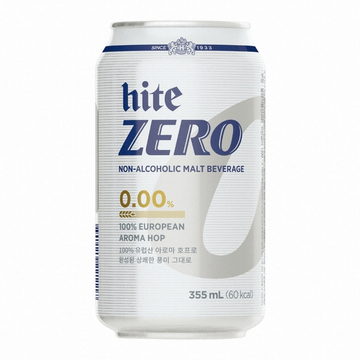 SINCE 1933
hite
ZERO
NON-ALCOHOLIC MALT BEVERAGE
0.00%
100% EUROPEAN
AROMA HOP
100% 유럽산 아로마 호프로
완성된 상쾌한 풍미 그대로
355 mL (60 kcal)